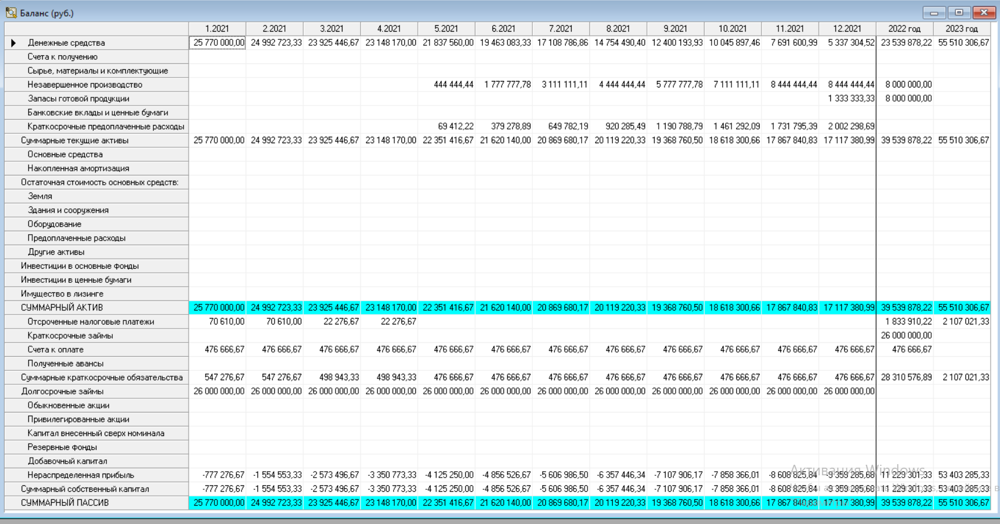 Баланс (руб.)
1.2021 2.2021 3.2021 4.2021 5.2021 6.2021 7.2021 8.2021 9.2021 10.2021 11.2021 12.2021 2022 год 2023 год
Денежные средства 25 770 000,00 24 992 723,33 23 925 446,67 23 148 170,00 21 837 560,00 19 463 083,33 17 108 786,86 14 754 490,40 12 400 193,93 10 045 897,46 7 691 600,99 5 337 304,52 23 539 878,22 55 510 306,67
Счета к получению
Сырье, материалы и комплектующие
Незавершенное производство 444 444,44 1 777 777,78 3 111 111,11 4 444 444,44 5 777 777,78 7 111 111,11 8 444 444,44 8 444 444,44 8 000 000,00
Запасы готовой продукции 1 333 333,33 8 000 000,00
Банковские вклады и ценные бумаги
Краткосрочные предоплаченные расходы 69 412,22 379 278,89 649 782,19 920 285,49 1 190 788,79 1 461 292,09 1 731 795,39 2 002 298,69
Суммарные текущие активы 25 770 000,00 24 992 723,33 23 925 446,67 23 148 170,00 22 351 416,67 21 620 140,00 20 869 680,17 20 119 220,33 19 368 760,50 18 618 300,66 17 867 840,83 17 117 380,99 39 539 878,22 55 510 306,67
Основные средства
Накопленная амортизация
Остаточная стоимость основных средств:
Земля
Здания и сооружения
Оборудование
Предоплаченные расходы
Другие активы
Инвестиции в основные фонды
Инвестиции в ценные бумаги
Имущество в лизинге
СУММАРНЫЙ АКТИВ 25 770 000,00 24 992 723,33 23 925 446,67 23 148 170,00 22 351 416,67 21 620 140,00 20 869 680,17 20 119 220,33 19 368 760,50 18 618 300,66 17 867 840,83 17 117 380,99 39 539 878,22 55 510 306,67
Отсроченные налоговые платежи 70 610,00 70 610,00 22 276,67 22 276,67 1 833 910,22 2 107 021,33
Краткосрочные займы 26 000 000,00
Счета к оплате 476 666,67 476 666,67 476 666,67 476 666,67 476 666,67 476 666,67 476 666,67 476 666,67 476 666,67 476 666,67 476 666,67 476 666,67 476 666,67
Полученные авансы
Суммарные краткосрочные обязательства 547 276,67 547 276,67 498 943,33 498 943,33 476 666,67 476 666,67 476 666,67 476 666,67 476 666,67 476 666,67 476 666,67 476 666,67 28 310 576,89 2 107 021,33
Долгосрочные займы 26 000 000,00 26 000 000,00 26 000 000,00 26 000 000,00 26 000 000,00 26 000 000,00 26 000 000,00 26 000 000,00 26 000 000,00 26 000 000,00 26 000 000,00 26 000 000,00
Обыкновенные акции
Привилегированные акции
Капитал внесенный сверх номинала
Резервные фонды
Добавочный капитал
Нераспределенная прибыль -777 276,67 -1 554 553,33 -2 573 496,67 -3 350 773,33 -4 125 250,00 -4 856 526,67 -5 606 986,50 -6 357 446,34 -7 107 906,17 -7 858 366,01 -8 608 825,84 -9 359 285,68 11 229 301,33 53 403 285,33
Активация Windows
Суммарный собственный капитал -777 276,67 -1 554 553,33 -2 573 496,67 -3 350 773,33 -4 125 250,00 -4 856 526,67 -5 606 986,50 -6 357 446,34 -7 107 906,17 -7 858 366,01 -8 608 825,84 -9 359 285,68 11 229 301,33 53 403 285,33
СУММАРНЫЙ ПАССИВ 25 770 000,00 24 992 723,33 23 925 446,67 23 148 170,00 22 351 416,67 21 620 140,00 20 869 680,17 20 119 220,33 19 368 760,50 18 618 300,66 17 867 840,83 17 117 380,99 39 539 878,22 55 510 306,67